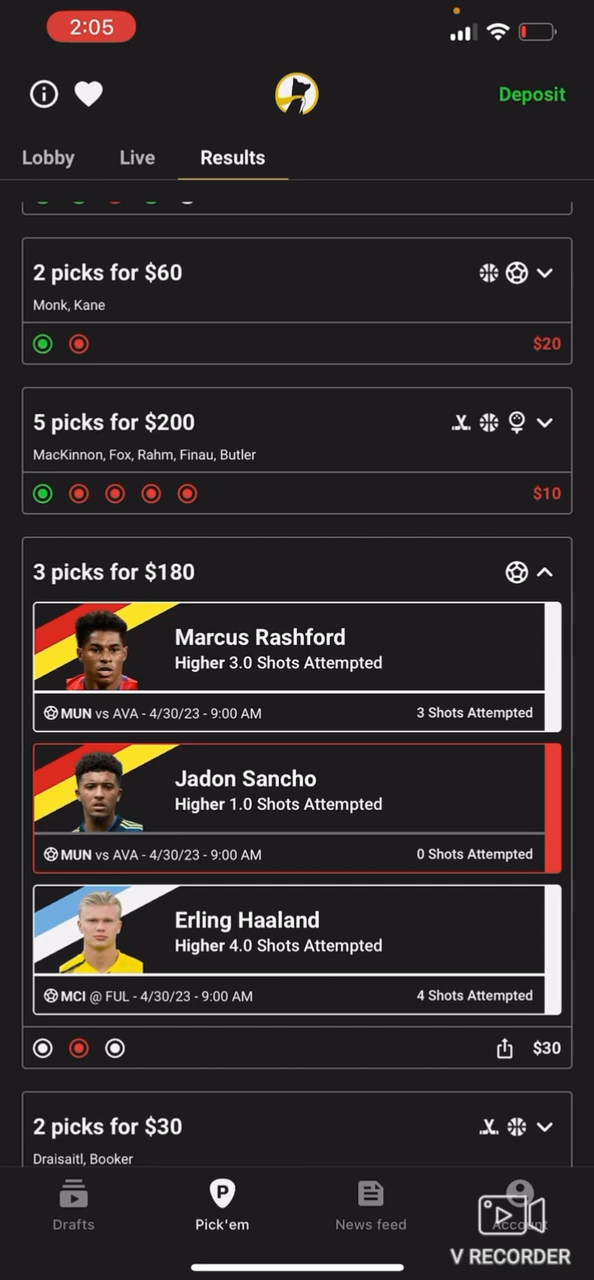 2:05
Deposit
Lobby Live Results
2 picks for $60
Monk, Kane
$20
5 picks for $200
MacKinnon, Fox, Rahm, Finau, Butler
$10
3 picks for $180
Marcus Rashford
Higher 3.0 Shots Attempted
MUN vs AVA - 4/30/23 - 9:00 AM 3 Shots Attempted
Jadon Sancho
Higher 1.0 Shots Attempted
MUN vs AVA - 4/30/23 - 9:00 AM 0 Shots Attempted
Erling Haaland
Higher 4.0 Shots Attempted
MCI @ FUL - 4/30/23 - 9:00 AM 4 Shots Attempted
$30
2 picks for $30
Draisaitl, Booker
P
Drafts Pick'em News feed Account
V RECORDER